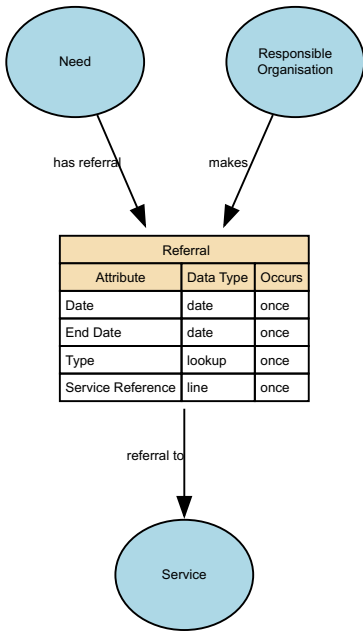 Need
Responsible
Organisation
has referral
makes
Referral
Attribute Data Type Occurs
Date date once
End Date date once
Type lookup once
Service Reference line once
referral to
Service